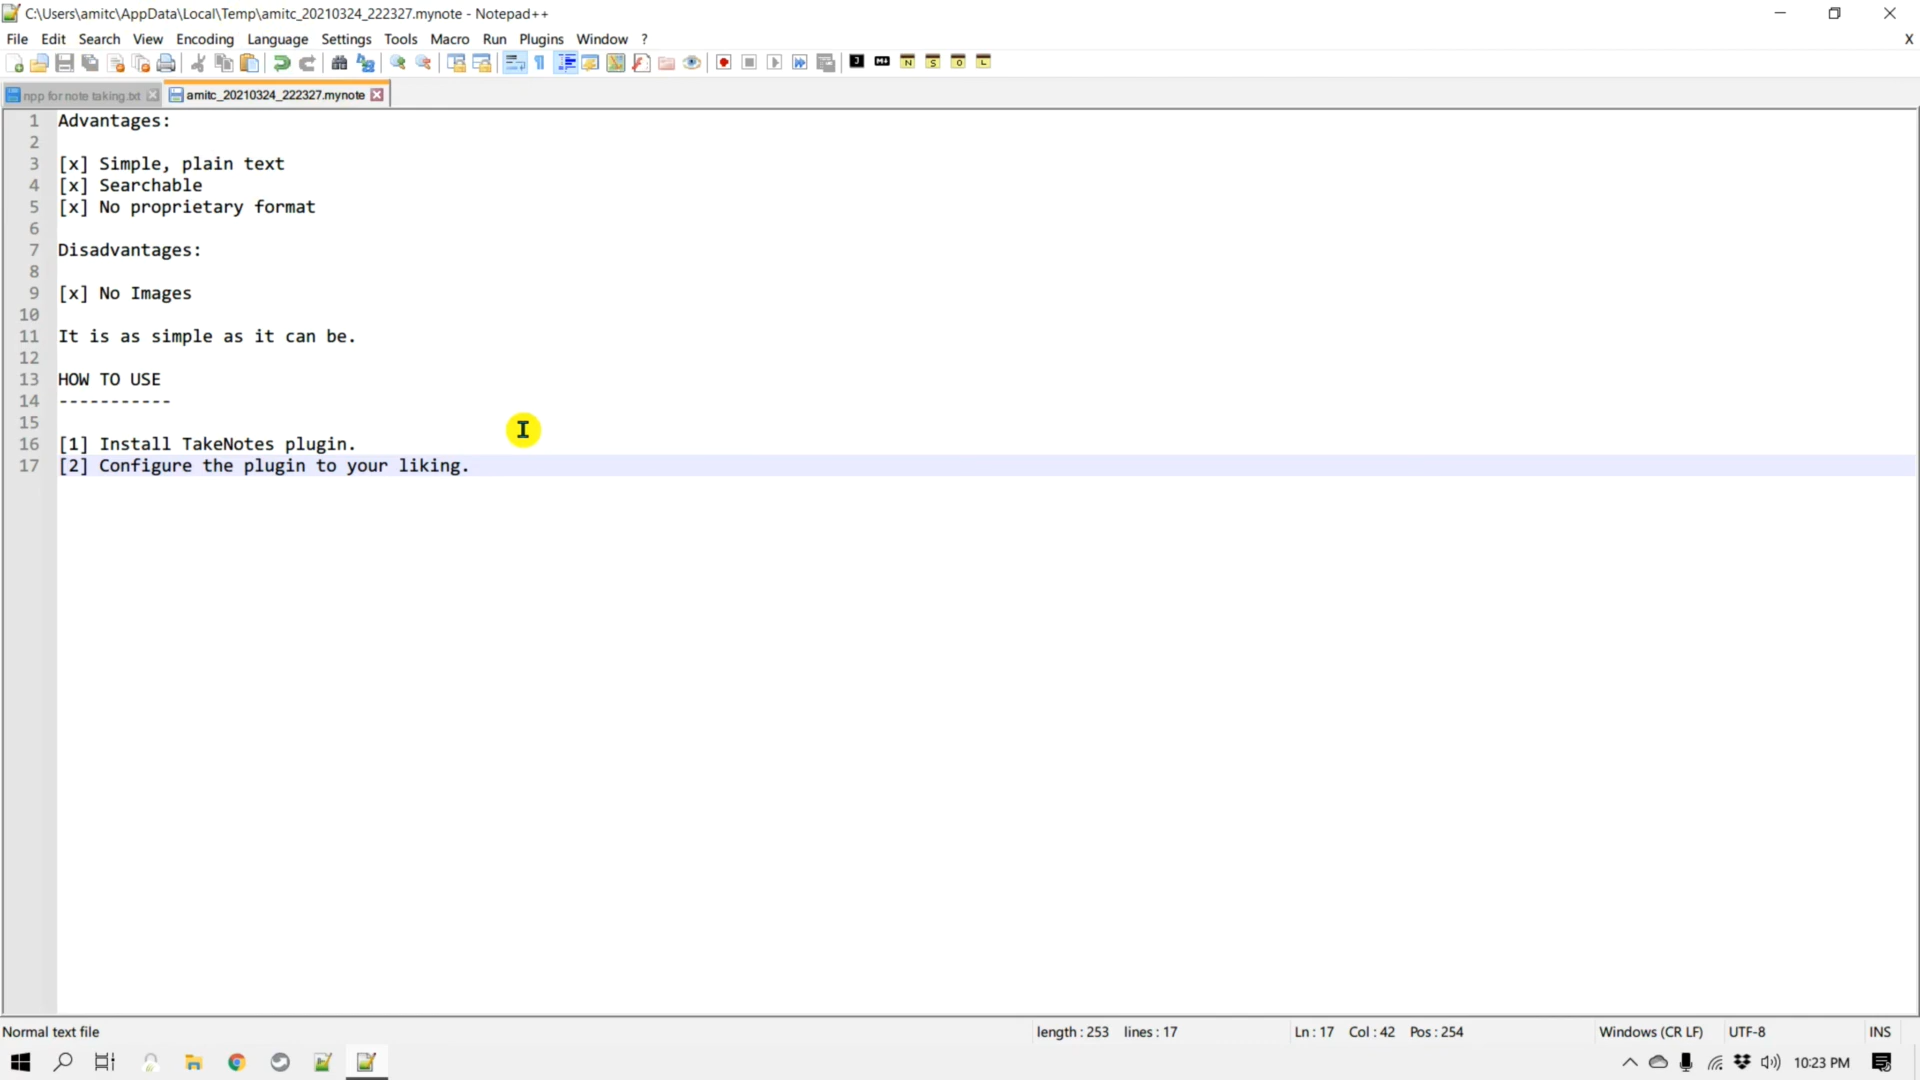 C:\Users\amitc\AppData\Local\Temp\amitc_20210324_222327.mynote - Notepad++
File Edit Search View Encoding Language Settings Tools Macro Run Plugins Window ? X
npp for note taking.txt amitc_20210324_222327.mynote
1 Advantages:
2
3 [x] Simple, plain text
4 [x] Searchable
5 [x] No proprietary format
6
7 Disadvantages:
8
9 [x] No Images
10
11 It is as simple as it can be.
12
13 HOW TO USE
14 -----------
15
16 [1] Install TakeNotes plugin.
17 [2] Configure the plugin to your liking.
Normal text file length : 253 lines : 17 Ln : 17 Col : 42 Pos : 254 Windows (CR LF) UTF-8 INS
10:23 PM